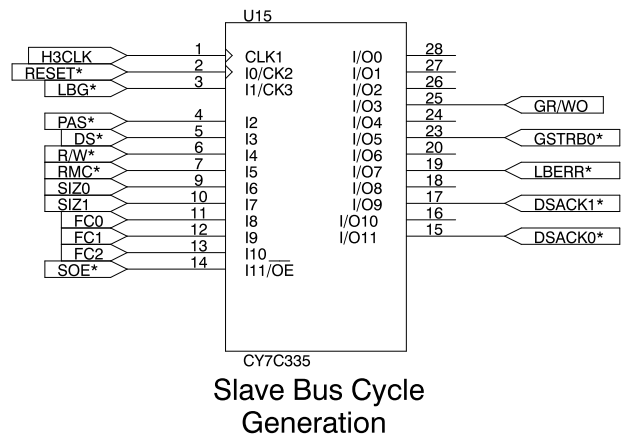 U15
H3CLK 1 CLK1 I/O0 28
RESET* 2 I0/CK2 I/O1 27
LBG* 3 I1/CK3 I/O2 26
I/O3 25 GR/WO
PAS* 4 I2 I/O4 24
DS* 5 I3 I/O5 23 GSTRB0*
R/W* 6 I4 I/O6 20
RMC* 7 I5 I/O7 19 LBERR*
SIZ0 9 I6 I/O8 18
SIZ1 10 I7 I/O9 17 DSACK1*
FC0 11 I8 I/O10 16
FC1 12 I9 I/O11 15 DSACK0*
FC2 13 I10
SOE* 14 I11/OE
CY7C335
Slave Bus Cycle
Generation